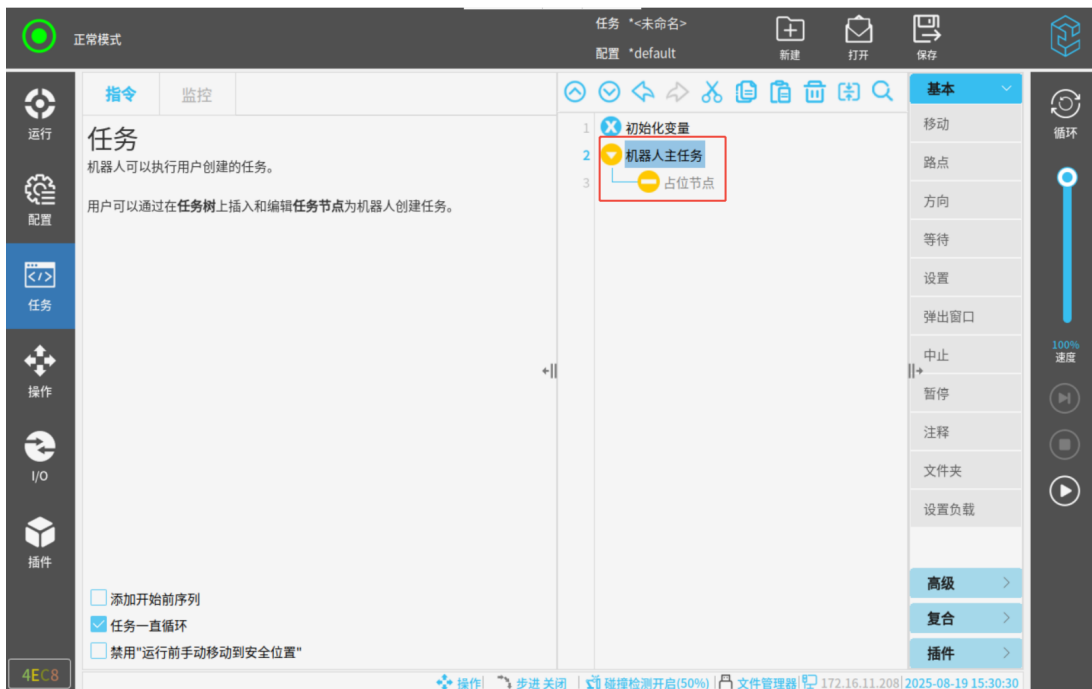 正常模式
任务 *<未命名>
配置 *default
新建
打开
保存
运行
配置
任务
操作
I/O
插件
4EC8
指令 监控
任务
机器人可以执行用户创建的任务。
用户可以通过在任务树上插入和编辑任务节点为机器人创建任务。
添加开始前序列
任务一直循环
禁用"运行前手动移动到安全位置"
1 初始化变量
2 机器人主任务
3 占位节点
基本
移动
路点
方向
等待
设置
弹出窗口
中止
暂停
注释
文件夹
设置负载
高级
复合
插件
循环
100%
速度
操作 步进 关闭 碰撞检测开启(50%) 文件管理器 172.16.11.208 2025-08-19 15:30:30